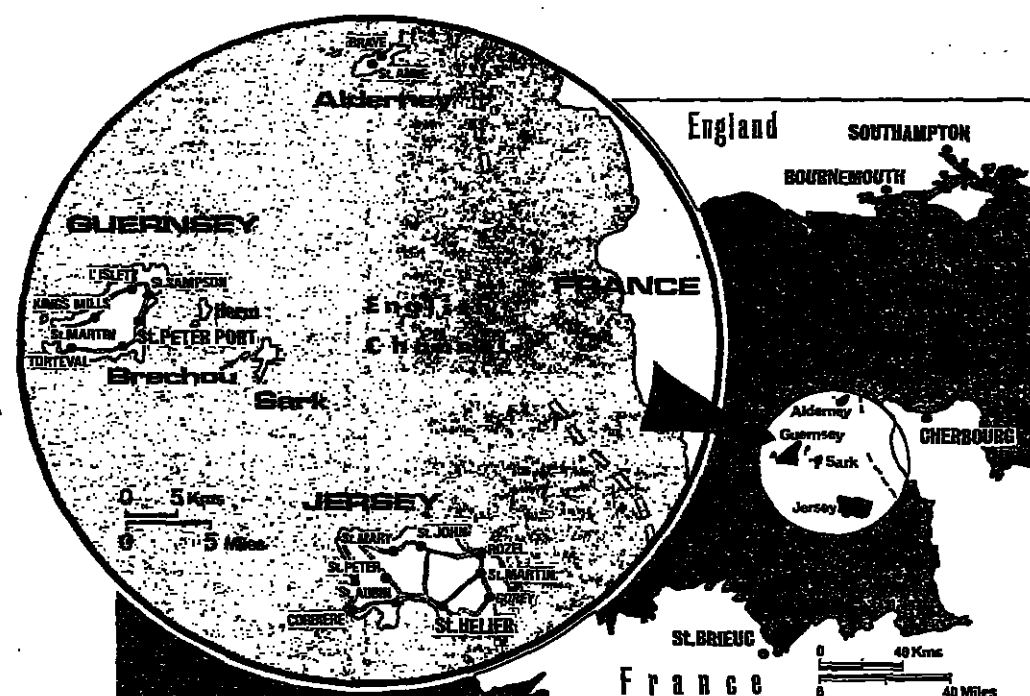 BRAYE
St. ANNE
Alderney
GUERNSEY
L'ISLET
St. SAMPSON
KINGS MILLS
Herm
St. MARTIN
St. PETER PORT
TORTEVAL
Brechou
Sark
English
Channel
FRANCE
0 5 Kms
0 5 Miles
JERSEY
St. MARY
St. JOHN
ROZEL
St. PETER
St. MARTIN
St. AUBIN
GOREY
CORBIERE
St. HELIER
England
SOUTHAMPTON
BOURNEMOUTH
Alderney
Guernsey
Sark
Jersey
CHERBOURG
St. BRIEUC
France
0 40 Kms
0 40 Miles